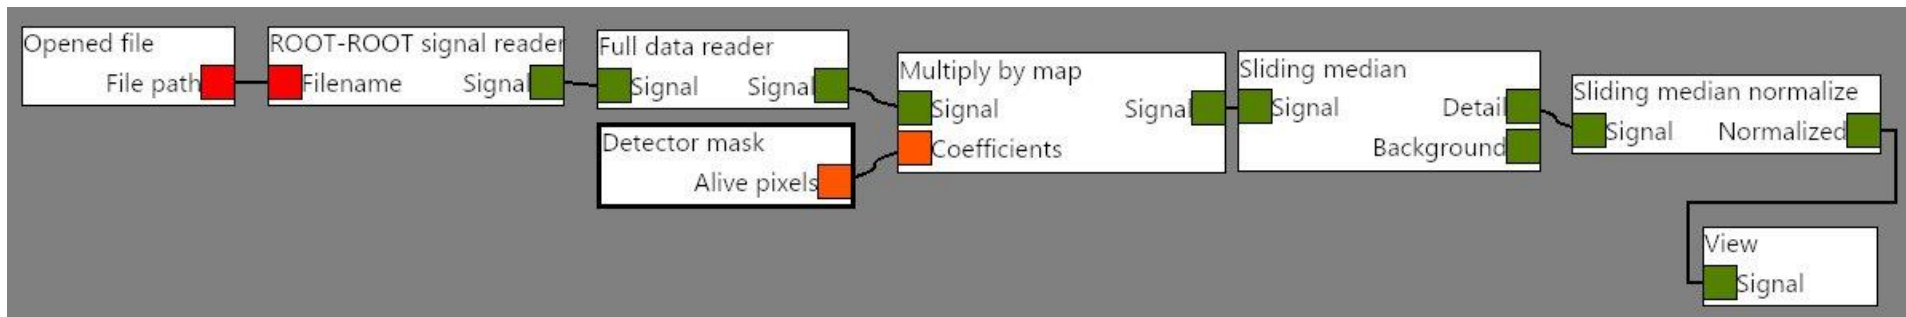 Opened file
File path
ROOT-ROOT signal reader
Filename Signal
Full data reader
Signal Signal
Detector mask
Alive pixels
Multiply by map
Signal Signal
Coefficients
Sliding median
Signal Detail
Background
Sliding median normalize
Signal Normalized
View
Signal